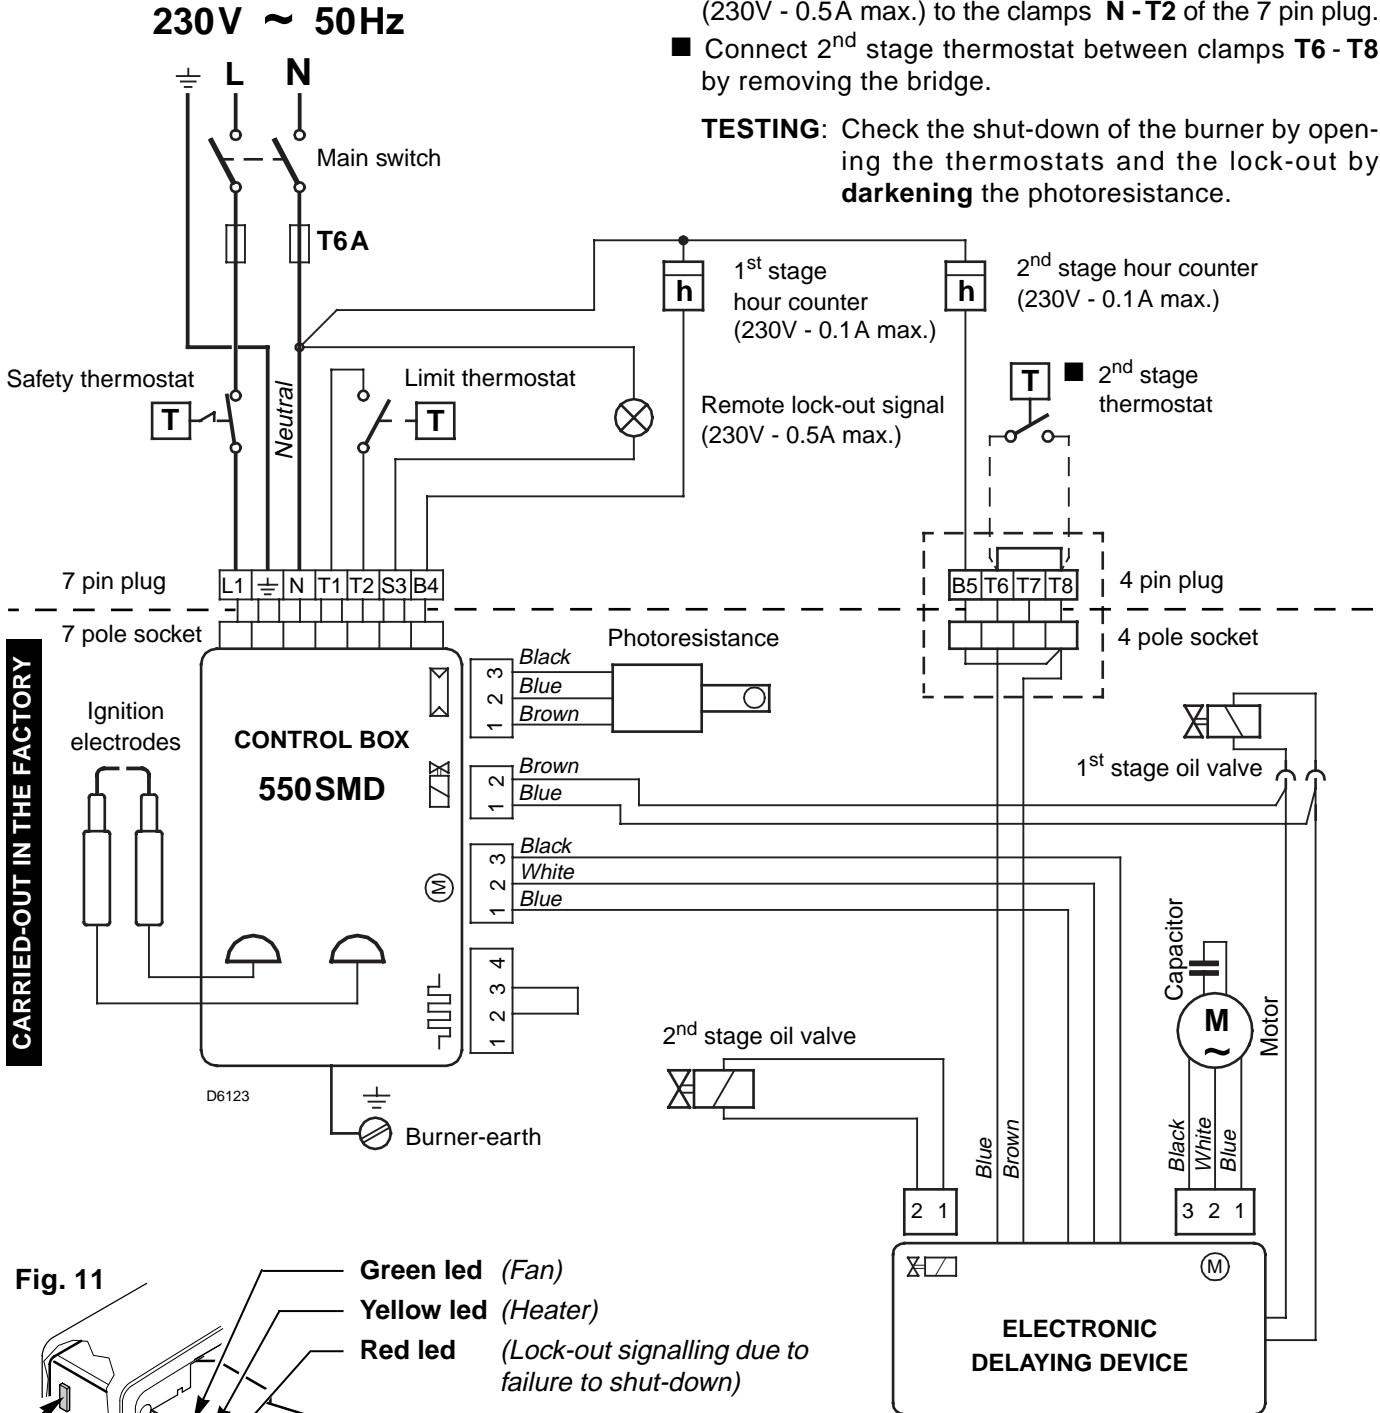 230V ~ 50Hz
(230V - 0.5A max.) to the clamps N - T2 of the 7 pin plug.
■ Connect 2nd stage thermostat between clamps T6 - T8
by removing the bridge.
TESTING: Check the shut-down of the burner by open-
ing the thermostats and the lock-out by
darkening the photoresistance.
L N
Main switch
T6A
1st stage
hour counter
(230V - 0.1A max.)
h
h
2nd stage hour counter
(230V - 0.1A max.)
Safety thermostat
T
Neutral
Limit thermostat
T
Remote lock-out signal
(230V - 0.5A max.)
T
■ 2nd stage
thermostat
7 pin plug
L1 N T1 T2 S3 B4
B5 T6 T7 T8
4 pin plug
7 pole socket
4 pole socket
CARRIED-OUT IN THE FACTORY
Ignition
electrodes
CONTROL BOX
550SMD
Photoresistance
3 Black
2 Blue
1 Brown
2 Brown
1 Blue
1st stage oil valve
M
3 Black
2 White
1 Blue
4
3
2
1
D6123
Burner-earth
2nd stage oil valve
Capacitor
M
~
Motor
Blue
Brown
Black
White
Blue
2 1
3 2 1
M
ELECTRONIC
DELAYING DEVICE
Fig. 11
Green led (Fan)
Yellow led (Heater)
Red led (Lock-out signalling due to
failure to shut-down)